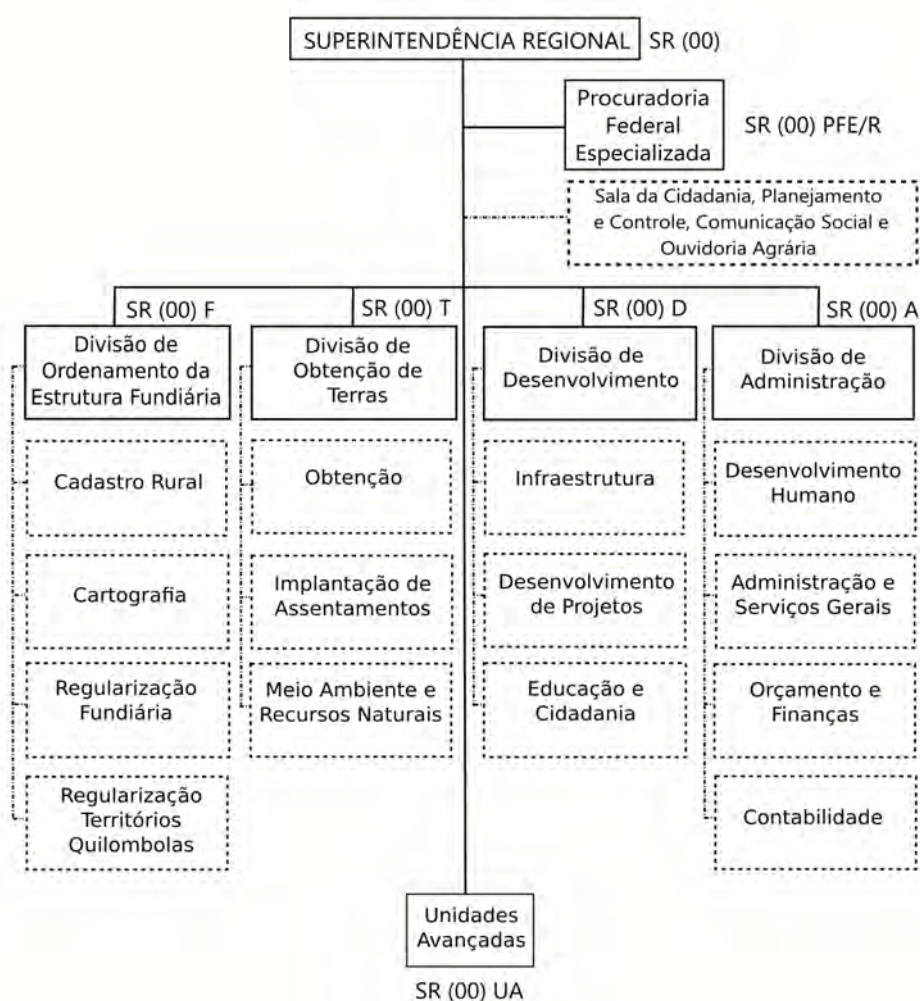 SUPERINTENDÊNCIA REGIONAL SR (00)
Procuradoria
Federal
Especializada
SR (00) PFE/R
Sala da Cidadania, Planejamento
e Controle, Comunicação Social e
Ouvidoria Agrária
SR (00) F
Divisão de
Ordenamento da
Estrutura Fundiária
Cadastro Rural
Cartografia
Regularização
Fundiária
Regularização
Territórios
Quilombolas
SR (00) T
Divisão de
Obtenção de
Terras
Obtenção
Implantação de
Assentamentos
Meio Ambiente e
Recursos Naturais
SR (00) D
Divisão de
Desenvolvimento
Infraestrutura
Desenvolvimento
de Projetos
Educação e
Cidadania
SR (00) A
Divisão de
Administração
Desenvolvimento
Humano
Administração e
Serviços Gerais
Orçamento e
Finanças
Contabilidade
Unidades
Avançadas
SR (00) UA